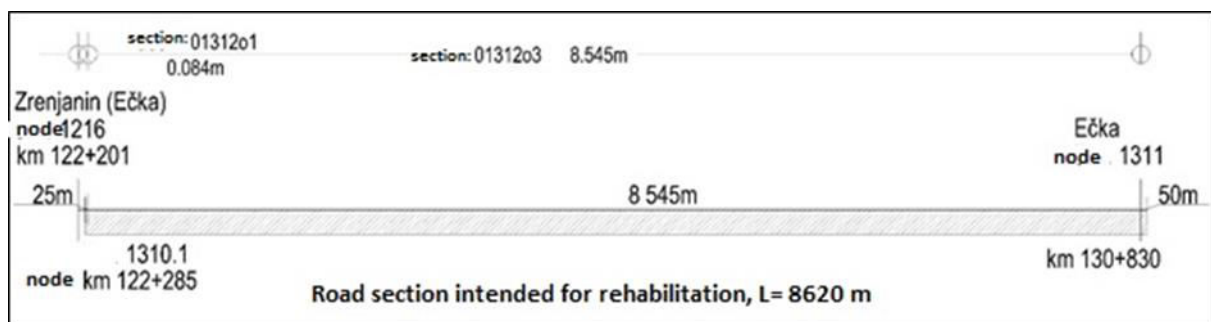 section: 01312o1
0.084m
section: 01312o3 8.545m
Zrenjanin (Ečka)
node1216
km 122+201
Ečka
node . 1311
25m
8 545m
50m
1310.1
node km 122+285
km 130+830
Road section intended for rehabilitation, L= 8620 m